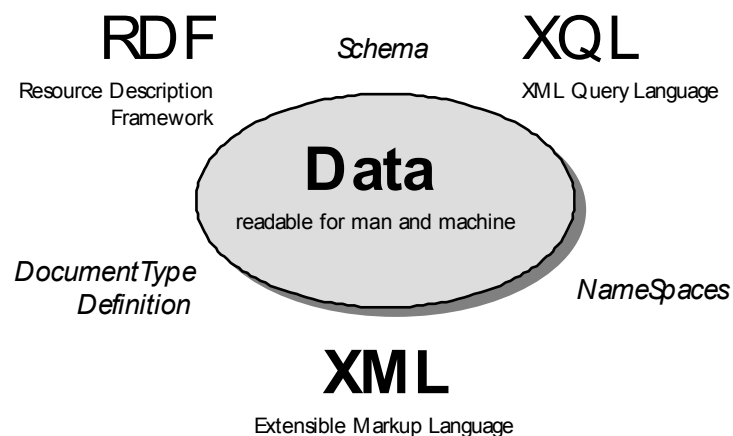 RDF
Resource Description
Framework
Schema
XQL
XML Query Language
Data
readable for man and machine
DocumentType
Definition
NameSpaces
XML
Extensible Markup Language